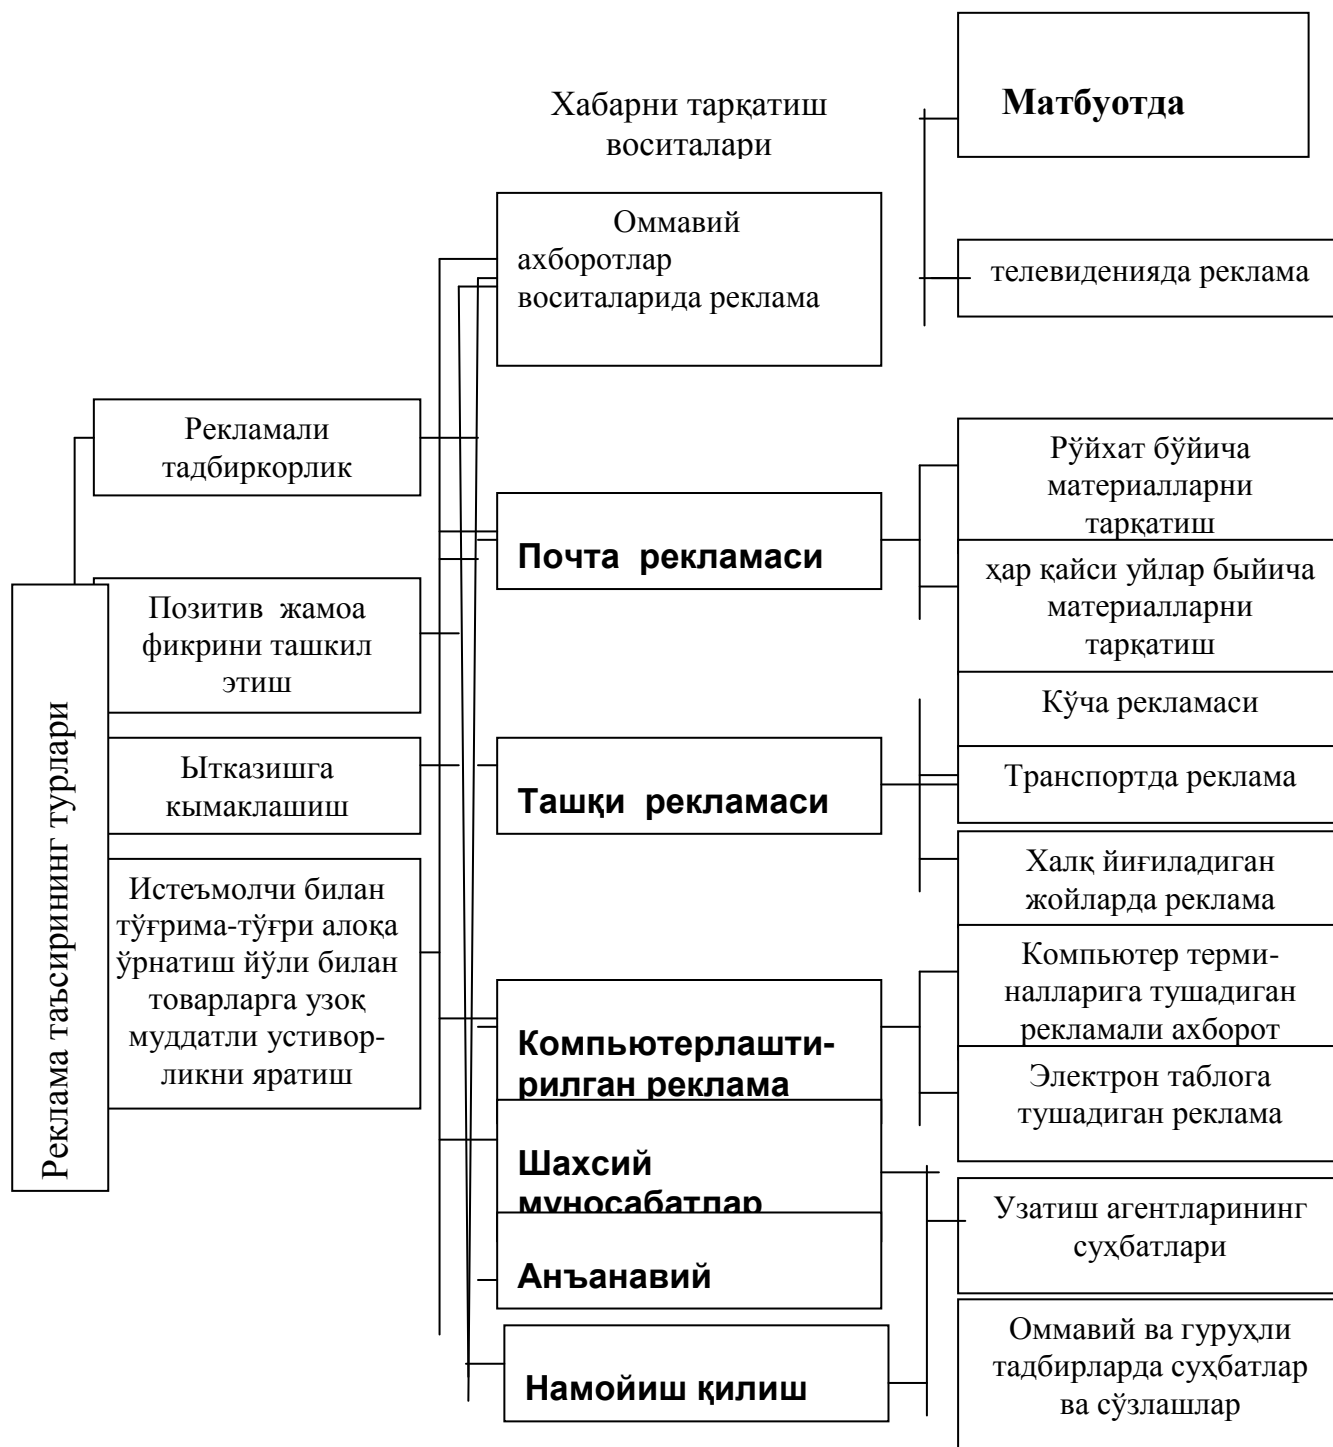 Хабарни тарқатиш
воситалари
Матбуотда
Оммавий
ахборотлар
воситаларида реклама
телевиденияда реклама
Рекламали
тадбиркорлик
Почта рекламаси
Рўйхат бўйича
материалларни
тарқатиш
ҳар қайси уйлар быйича
материалларни
тарқатиш
Реклама таъсирининг турлари
Позитив жамоа
фикрини ташкил
этиш
Кўча рекламаси
Ытказишга
кымаклашиш
Ташқи рекламаси
Транспортда реклама
Халқ йиғиладиган
жойларда реклама
Истеъмолчи билан
тўғрима-тўғри алоқа
ўрнатиш йўли билан
товарларга узоқ
муддатли устивор-
ликни яратиш
Компьютерлашти-
рилган реклама
Компьютер терми-
налларига тушадиган
рекламали ахборот
Электрон таблога
тушадиган реклама
Шахсий
муносабатлар
Узатиш агентларининг
суҳбатлари
Анъанавий
Намойиш қилиш
Оммавий ва гуруҳли
тадбирларда суҳбатлар
ва сўзлашлар